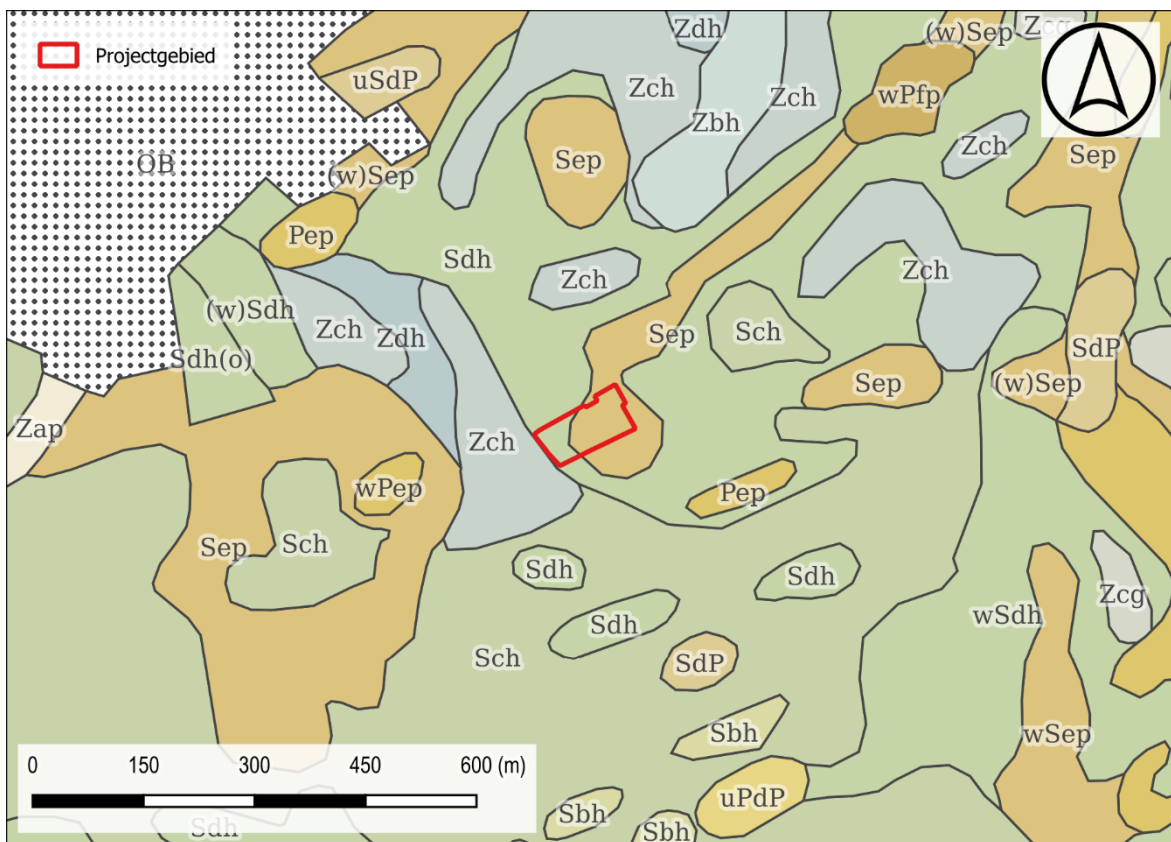 Projectgebied
Zdh
(w)Sep
Zcg
uSdP
Zch
Zch
wPfp
Zbh
OB
Sep
Zch
Sep
(w)Sep
Pep
Sdh
Zch
Zch
(w)Sdh
Zch
Zdh
Sep
Sch
SdP
Sdh(o)
Sep
(w)Sep
Zap
Zch
wPep
Pep
Sep
Sch
Sdh
Sdh
Zcg
wSdh
Sdh
Sch
SdP
Sbh
wSep
0 150 300 450 600 (m)
uPdP
Sbh
Sdh
Sbh